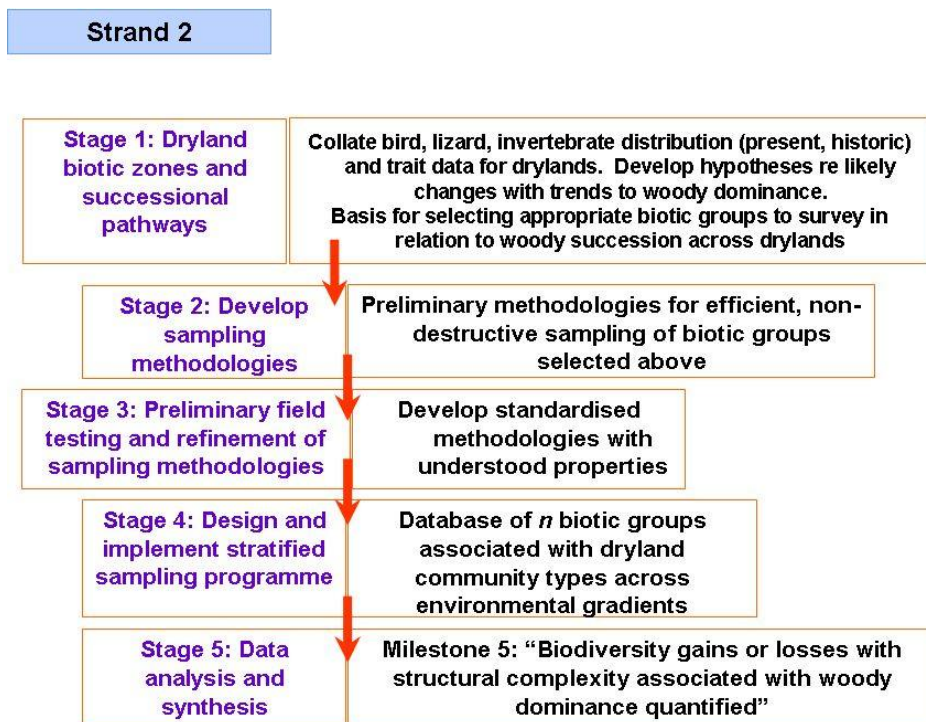 Strand 2
Stage 1: Dryland
biotic zones and
successional
pathways
Collate bird, lizard, invertebrate distribution (present, historic)
and trait data for drylands. Develop hypotheses re likely
changes with trends to woody dominance.
Basis for selecting appropriate biotic groups to survey in
relation to woody succession across drylands
Stage 2: Develop
sampling
methodologies
Preliminary methodologies for efficient, non-
destructive sampling of biotic groups
selected above
Stage 3: Preliminary field
testing and refinement of
sampling methodologies
Develop standardised
methodologies with
understood properties
Stage 4: Design and
implement stratified
sampling programme
Database of n biotic groups
associated with dryland
community types across
environmental gradients
Stage 5: Data
analysis and
synthesis
Milestone 5: “Biodiversity gains or losses with
structural complexity associated with woody
dominance quantified”